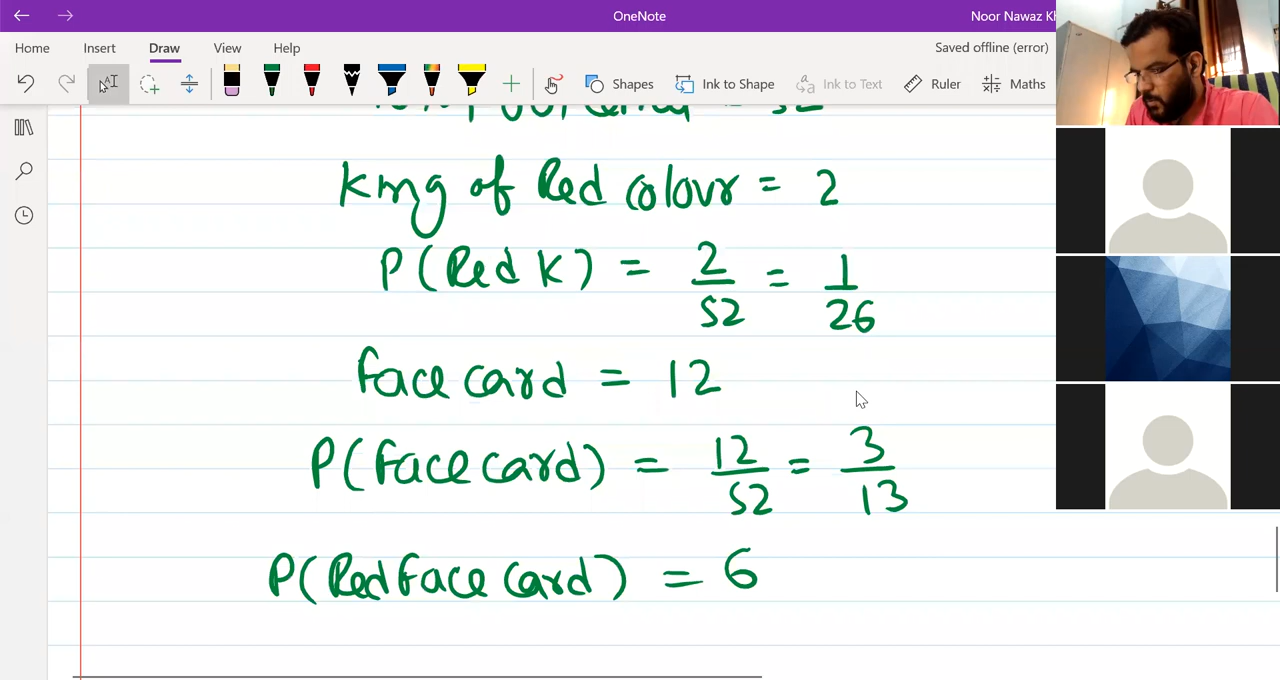 OneNote
Noor Nawaz Kh
Home Insert Draw View Help
Saved offline (error)
Shapes Ink to Shape Ink to Text Ruler Maths
= 52
King of Red colour = 2
P(Red K) = 2/52 = 1/26
face card = 12
P(face card) = 12/52 = 3/13
P(Red face card) = 6